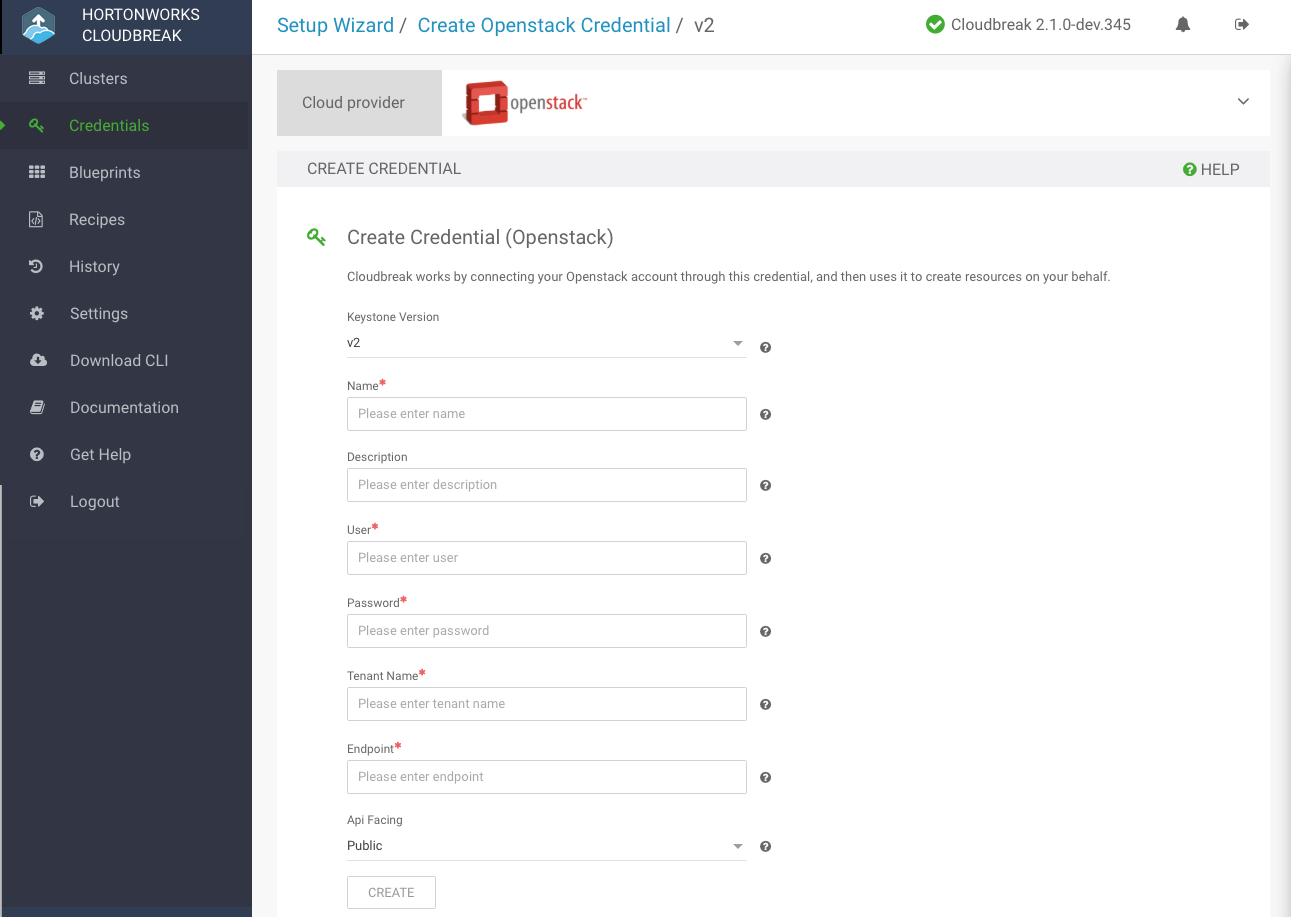 HORTONWORKS
CLOUDBREAK
Clusters
Credentials
Blueprints
Recipes
History
Settings
Download CLI
Documentation
Get Help
Logout
Setup Wizard / Create Openstack Credential / v2
Cloudbreak 2.1.0-dev.345
Cloud provider
openstack™
CREATE CREDENTIAL
? HELP
Create Credential (Openstack)
Cloudbreak works by connecting your Openstack account through this credential, and then uses it to create resources on your behalf.
Keystone Version
v2 ?
Name*
Please enter name ?
Description
Please enter description ?
User*
Please enter user ?
Password*
Please enter password ?
Tenant Name*
Please enter tenant name ?
Endpoint*
Please enter endpoint ?
Api Facing
Public ?
CREATE